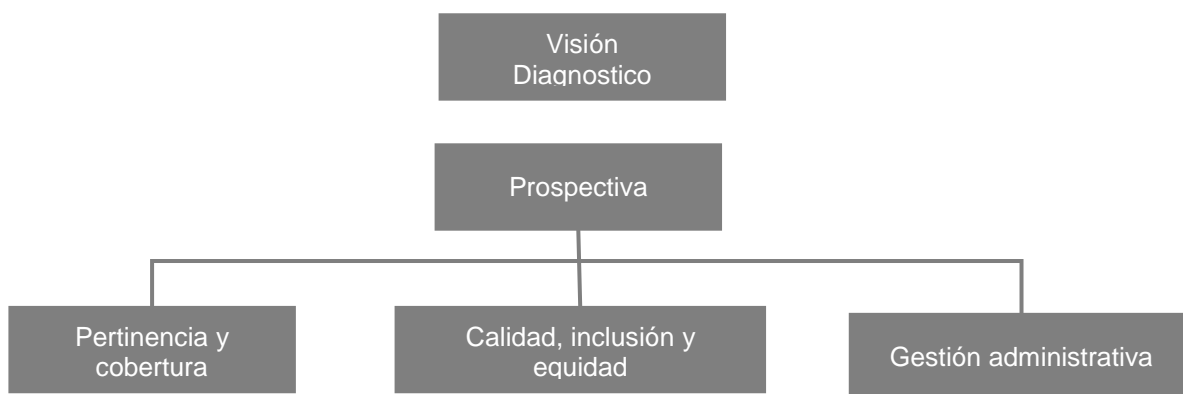 Visión
Diagnostico
Prospectiva
Pertinencia y
cobertura
Calidad, inclusión y
equidad
Gestión administrativa